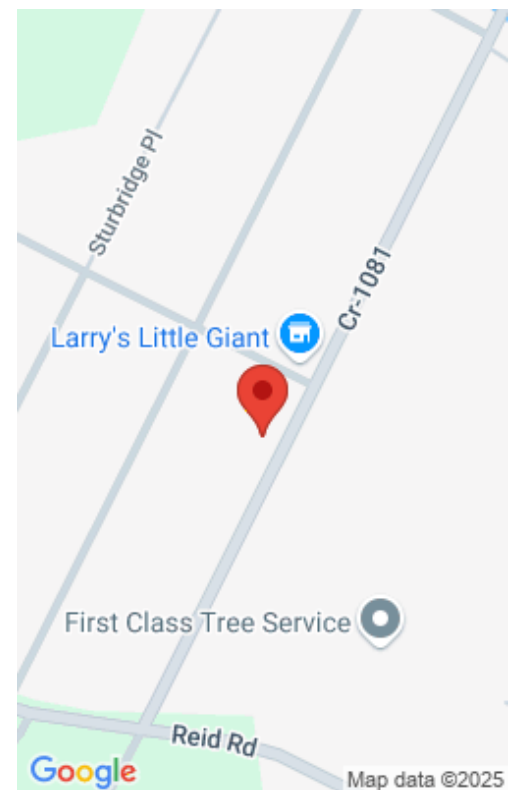 Sturbridge Pl
Cr-1081
Larry's Little Giant
First Class Tree Service
Reid Rd
Google
Map data ©2025